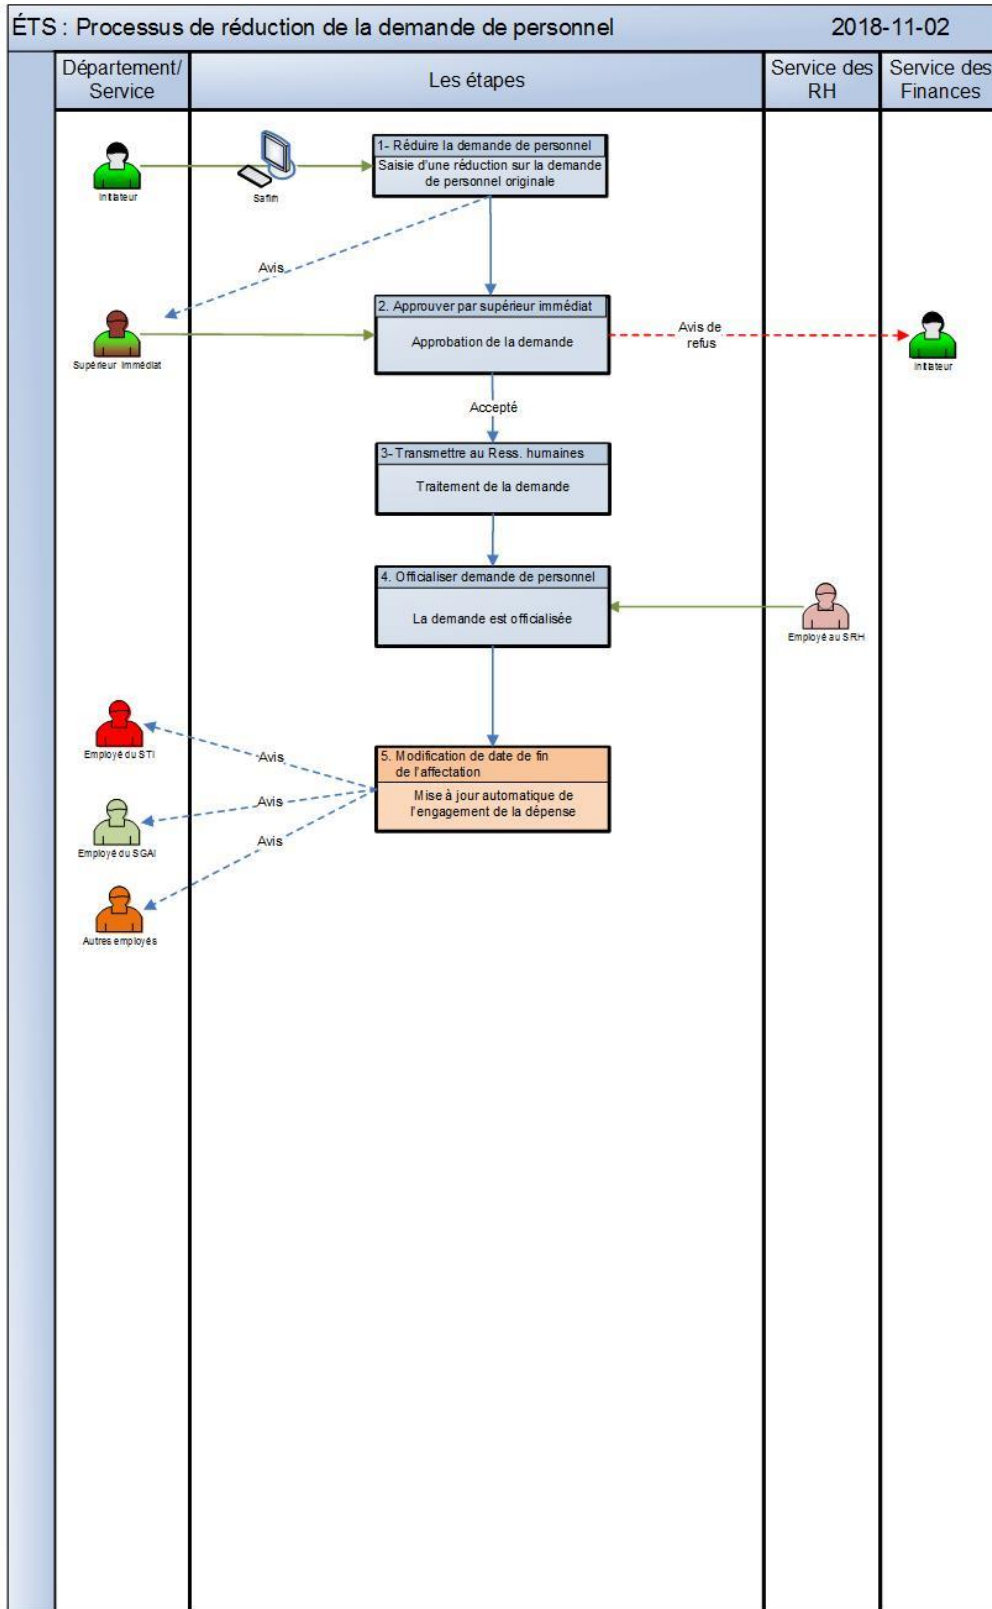 ÉTS : Processus de réduction de la demande de personnel 2018-11-02
Département/
Service
Les étapes
Service des
RH
Service des
Finances
1- Réduire la demande de personnel
Saisie d'une réduction sur la demande
de personnel originale
Initiateur
Safim
Avis
2. Approuver par supérieur immédiat
Approbation de la demande
Supérieur immédiat
Avis de
refus
Initiateur
Accepté
3- Transmettre au Ress. humaines
Traitement de la demande
4. Officialiser demande de personnel
La demande est officialisée
Employé au SRH
Employé du STI
Avis
5. Modification de date de fin
de l'affectation
Mise à jour automatique de
l'engagement de la dépense
Avis
Employé du SGAI
Avis
Autres employés